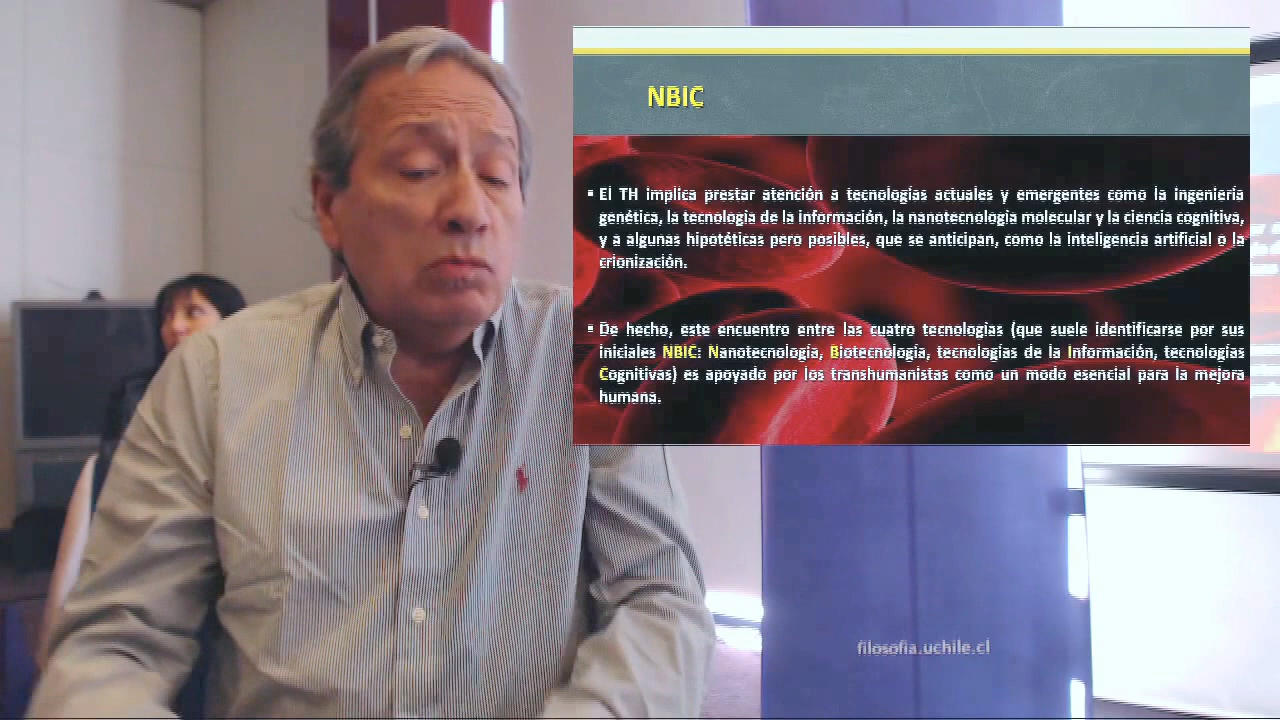 NBIC
▪ El TH implica prestar atención a tecnologías actuales y emergentes como la ingeniería
genética, la tecnología de la información, la nanotecnología molecular y la ciencia cognitiva,
y a algunas hipotéticas pero posibles, que se anticipan, como la inteligencia artificial o la
crionización.
▪ De hecho, este encuentro entre las cuatro tecnologías (que suele identificarse por sus
iniciales NBIC: Nanotecnología, Biotecnología, tecnologías de la Información, tecnologías
Cognitivas) es apoyado por los transhumanistas como un modo esencial para la mejora
humana.
filosofia.uchile.cl